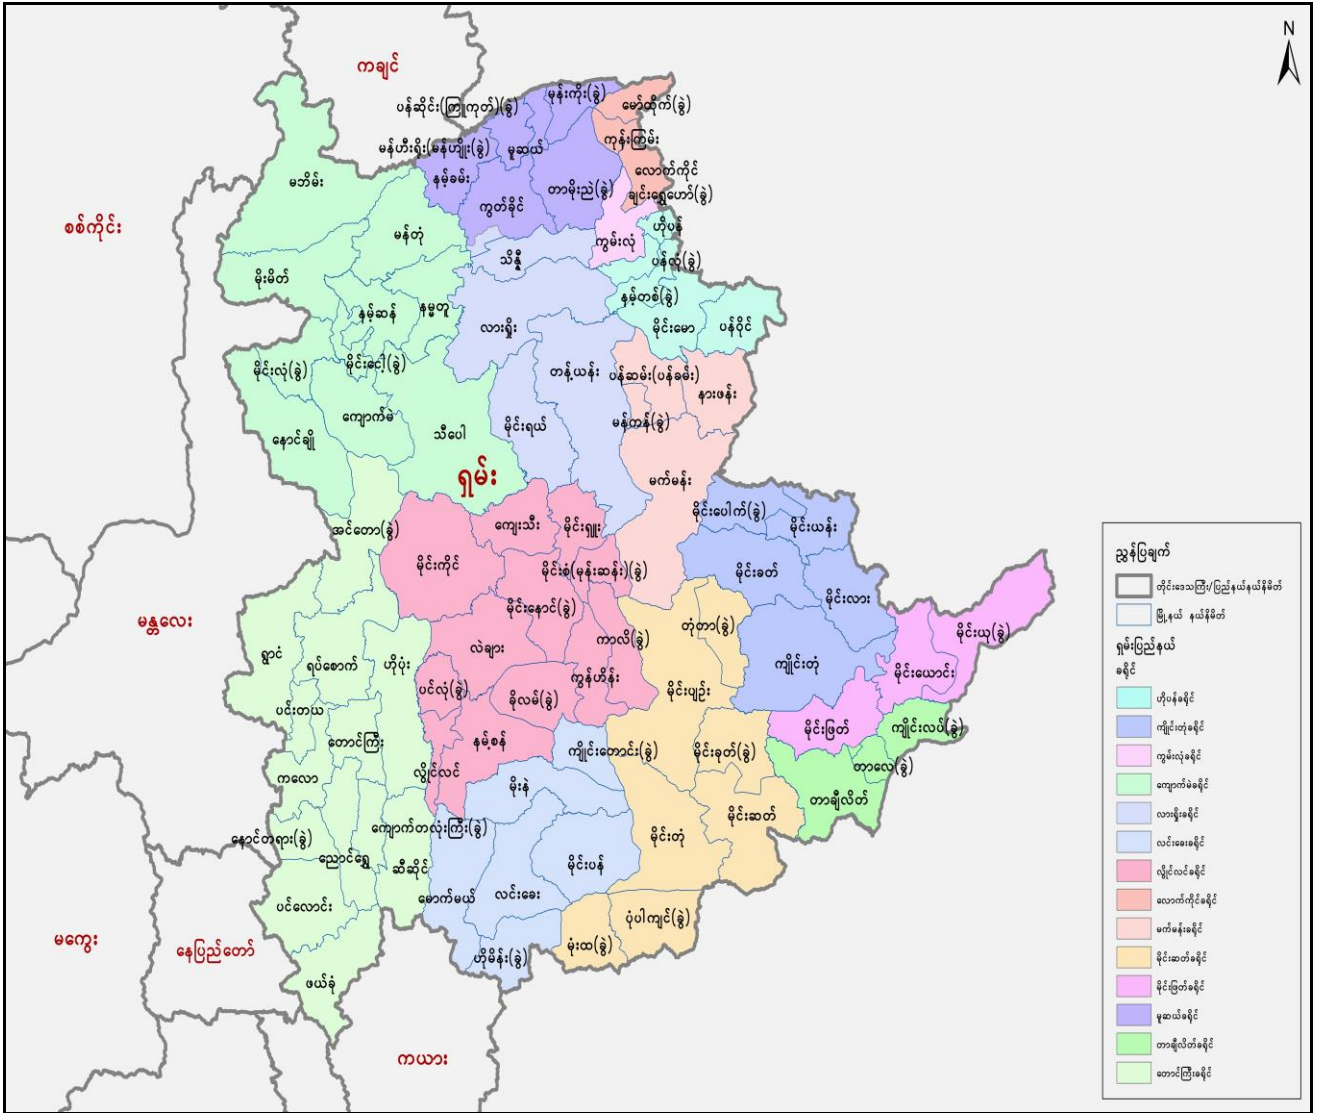 N
ကချင်
ပန်ဆိုင်း(ကြူကုတ်)(ခွဲ)
မုန်းကိုး(ခွဲ)
မော်ထိုက်(ခွဲ)
မန်ဟီးရိုး(မန်ဟျိုး)(ခွဲ)
မူဆယ်
ကုန်းကြမ်း
မဘိမ်း
နမ့်ခမ်း
တာမိုးညဲ(ခွဲ)
လောက်ကိုင်
ချင်းရွှေဟော်(ခွဲ)
ကွတ်ခိုင်
စစ်ကိုင်း
မန်တုံ
ကွမ်းလုံ
ဟိုပန်
သိန္နီ
ပန်လုံ(ခွဲ)
မိုးမိတ်
နမ့်ဆန်
နမ္မတူ
နမ့်တစ်(ခွဲ)
လားရှိုး
မိုင်းမော
ပန်ဝိုင်
မိုင်းလုံ(ခွဲ)
မိုင်းငေါ့(ခွဲ)
တန့်ယန်း
ပန်ဆမ်း(ပန်ခမ်း)
နားဖန်း
ကျောက်မဲ
နောင်ချို
သီပေါ
မိုင်းရယ်
မန်တန်(ခွဲ)
ရှမ်း
မက်မန်း
အင်တော(ခွဲ)
ကျေးသီး
မိုင်းရှူး
မိုင်းပေါက်(ခွဲ)
မိုင်းယန်း
မိုင်းကိုင်
မိုင်းစံ(မုန်းဆန်း)(ခွဲ)
မိုင်းခတ်
မိုင်းလား
မိုင်းနောင်(ခွဲ)
မန္တလေး
ရွာငံ
ရပ်စောက်
ဟိုပုံး
လဲချား
ကာလိ(ခွဲ)
တုံတာ(ခွဲ)
ကျိုင်းတုံ
မိုင်းယု(ခွဲ)
မိုင်းယောင်း
ပင်လုံ(ခွဲ)
ခိုလမ်(ခွဲ)
ကွန်ဟိန်း
မိုင်းပျဉ်း
ပင်းတယ
တောင်ကြီး
နမ့်စန်
ကျိုင်းတောင်း(ခွဲ)
မိုင်းခုတ်(ခွဲ)
မိုင်းဖြတ်
ကျိုင်းလပ်(ခွဲ)
ကလော
လွိုင်လင်
မိုးနဲ
တာလေ(ခွဲ)
တာချီလိတ်
နောင်တရား(ခွဲ)
ကျောက်တလုံးကြီး(ခွဲ)
မိုင်းတုံ
မိုင်းဆတ်
ညောင်ရွှေ
ဆီဆိုင်
မိုင်းပန်
ပင်လောင်း
မောက်မယ်
လင်းခေး
မကွေး
နေပြည်တော်
မုံးထ(ခွဲ)
ပုံပါကျင်(ခွဲ)
ဖယ်ခုံ
ဟိုမိန်း(ခွဲ)
ကယား
ညွှန်ပြချက်
တိုင်းဒေသကြီး/ပြည်နယ်နယ်နိမိတ်
မြို့နယ် နယ်နိမိတ်
ရှမ်းပြည်နယ်
ခရိုင်
ဟိုပန်ခရိုင်
ကျိုင်းတုံခရိုင်
ကွမ်းလုံခရိုင်
ကျောက်မဲခရိုင်
လားရှိုးခရိုင်
လင်းခေးခရိုင်
လွိုင်လင်ခရိုင်
လောက်ကိုင်ခရိုင်
မက်မန်းခရိုင်
မိုင်းဆတ်ခရိုင်
မိုင်းဖြတ်ခရိုင်
မူဆယ်ခရိုင်
တာချီလိတ်ခရိုင်
တောင်ကြီးခရိုင်